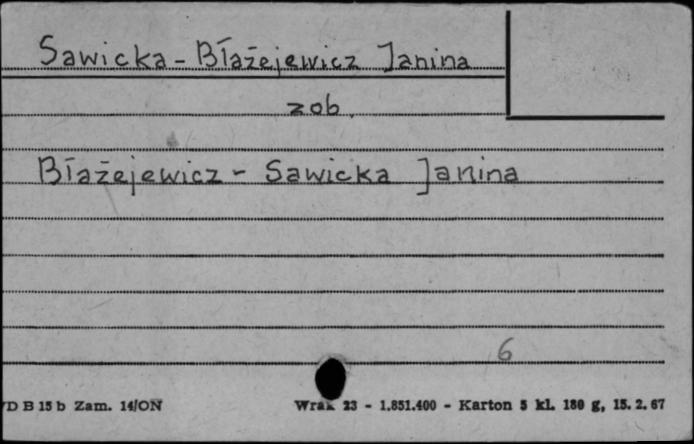 Sawicka - Błażejewicz Janina
zob.
Błażejewicz - Sawicka Janina
6
D B 15 b Zam. 14/ON
Wrak 23 - 1.851.400 - Karton 5 kl. 180 g, 15. 2. 67